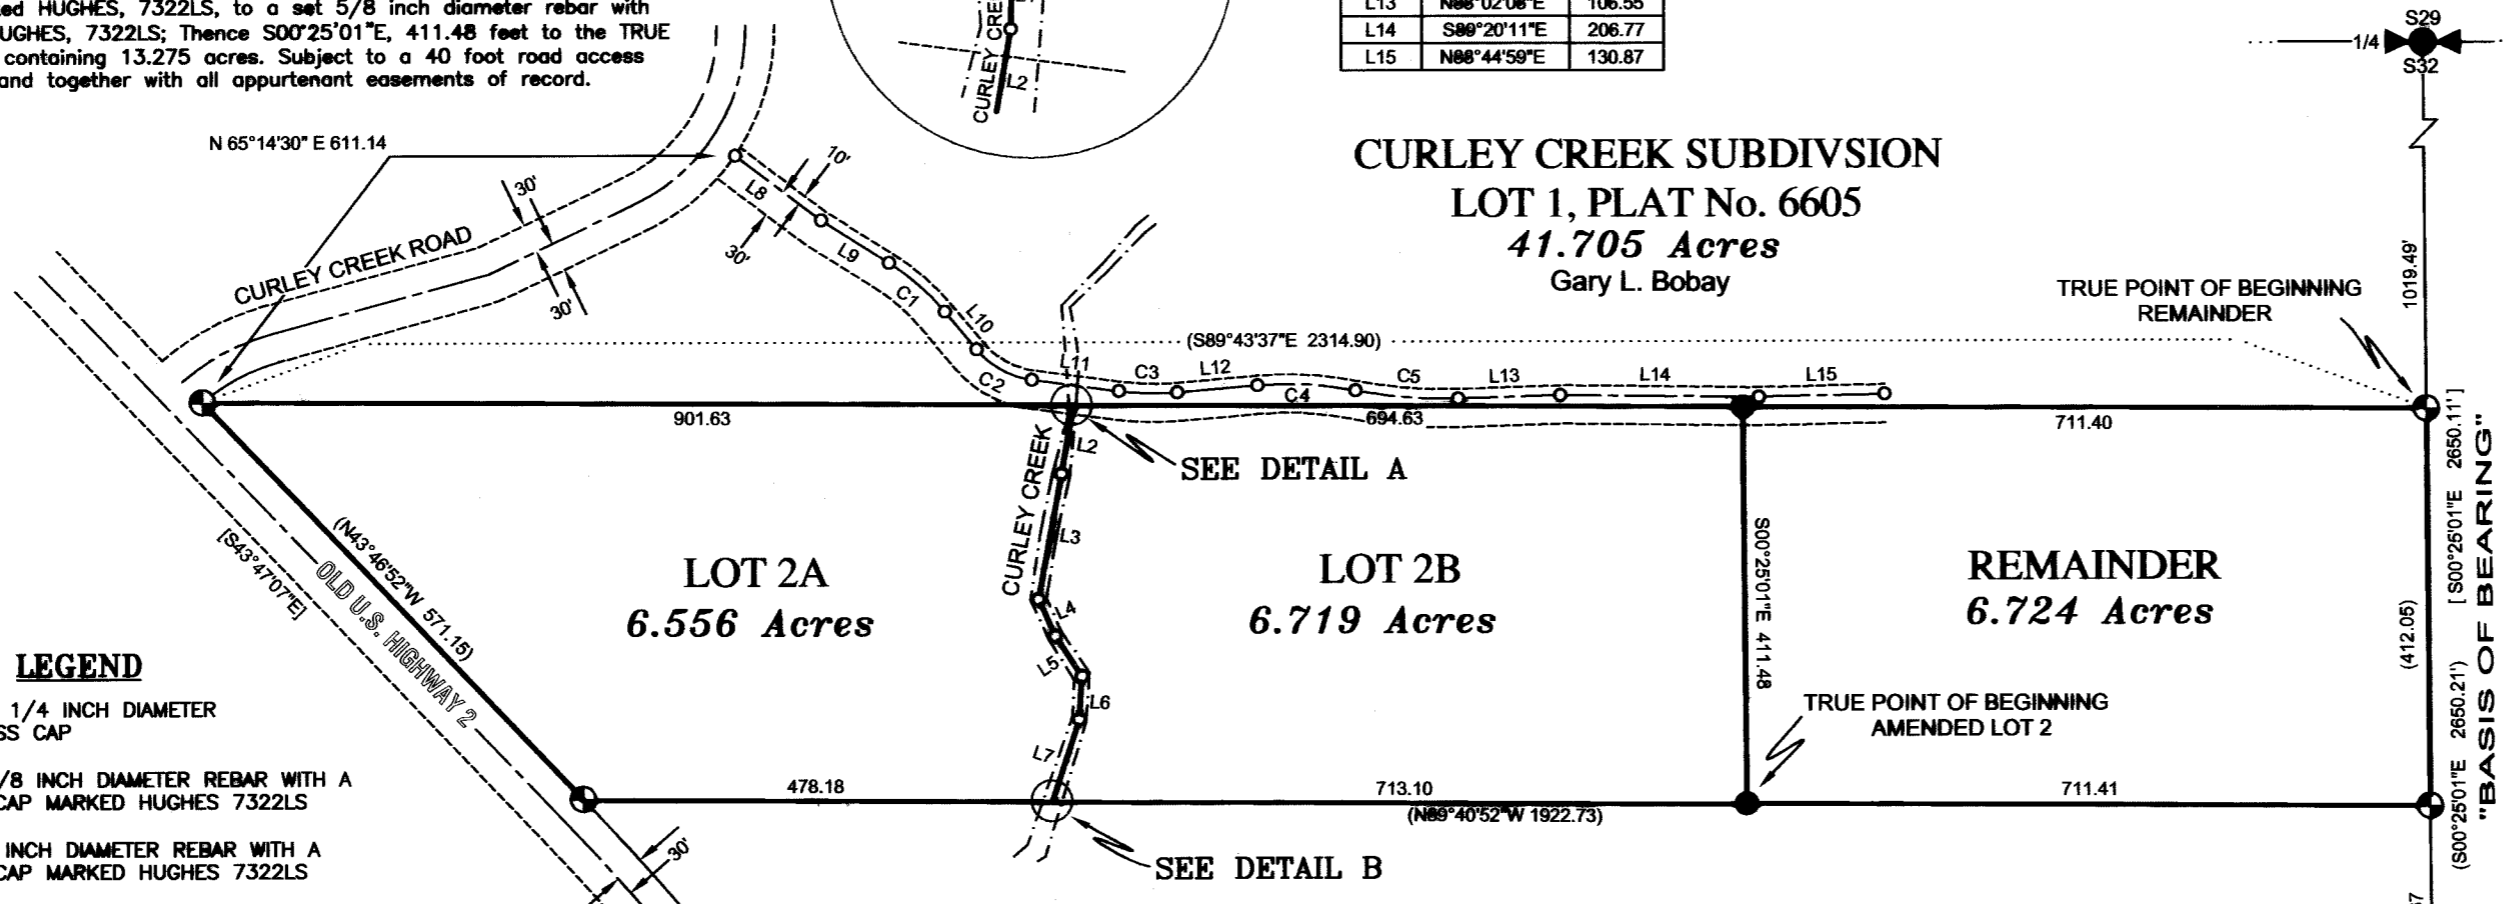 HUGHES, 7322LS, to a set 5/8 inch diameter rebar with
HUGHES, 7322LS; Thence S00°25'01"E, 411.48 feet to the TRUE
containing 13.275 acres. Subject to a 40 foot road access
and together with all appurtenant easements of record.
CURLEY CREEK
L2
L13 N88°02'08"E 106.55
L14 S89°20'11"E 206.77
L15 N88°44'59"E 130.87
S29
1/4
S32
N 65°14'30" E 611.14
CURLEY CREEK ROAD
30'
30'
10'
30'
L8
L9
C1
L10
C2
L11
C3
L12
C4
C5
L13
L14
L15
CURLEY CREEK SUBDIVSION
LOT 1, PLAT No. 6605
41.705 Acres
Gary L. Bobay
1019.49'
TRUE POINT OF BEGINNING
REMAINDER
(S89°43'37"E 2314.90)
901.63
694.63
711.40
SEE DETAIL A
CURLEY CREEK
L2
L3
L4
L5
L6
L7
(N43°46'52"W 571.15)
OLD U.S. HIGHWAY 2
[S43°47'07"E]
LOT 2A
6.556 Acres
LOT 2B
6.719 Acres
S00°25'01"E 411.48
REMAINDER
6.724 Acres
(412.05)
[ S00°25'01"E 2650.11' ]
(S00°25'01"E 2650.21')
"BASIS OF BEARING"
TRUE POINT OF BEGINNING
AMENDED LOT 2
478.18
713.10
(N89°40'52"W 1922.73)
711.41
SEE DETAIL B
30'
LEGEND
1/4 INCH DIAMETER
CAP
/8 INCH DIAMETER REBAR WITH A
CAP MARKED HUGHES 7322LS
INCH DIAMETER REBAR WITH A
CAP MARKED HUGHES 7322LS